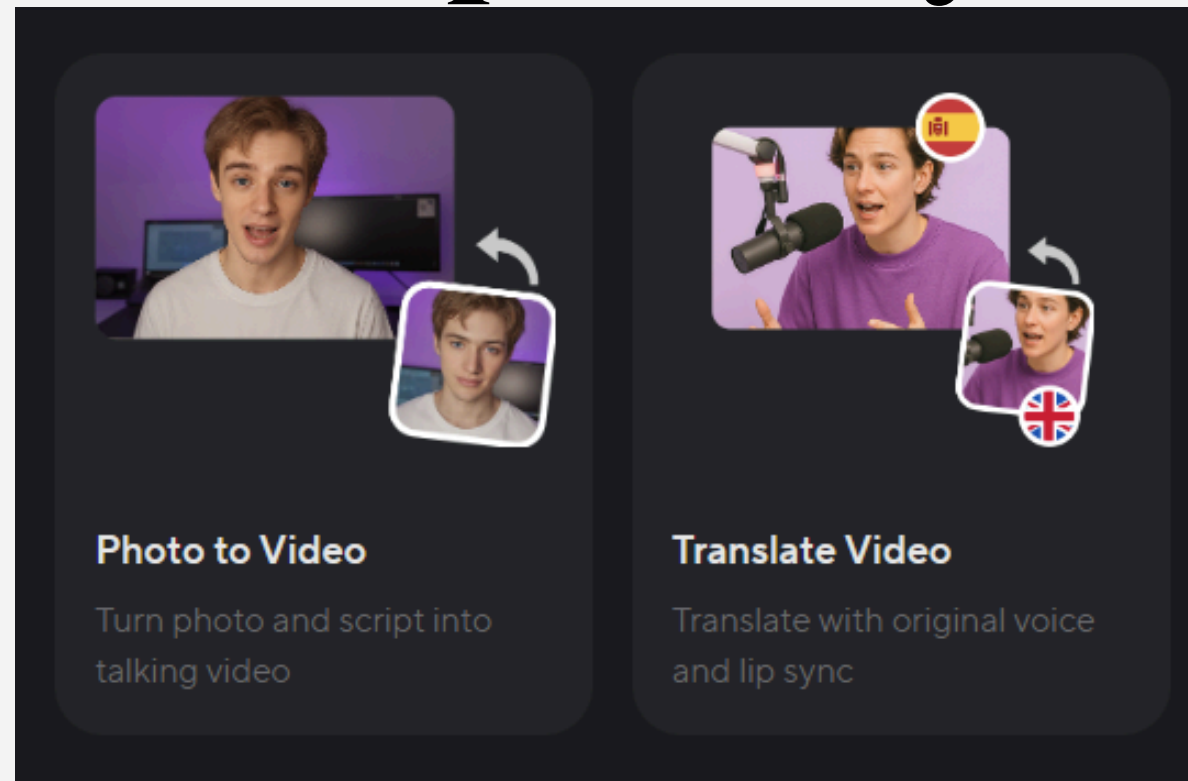 Photo to Video
Turn photo and script into
talking video
Translate Video
Translate with original voice
and lip sync